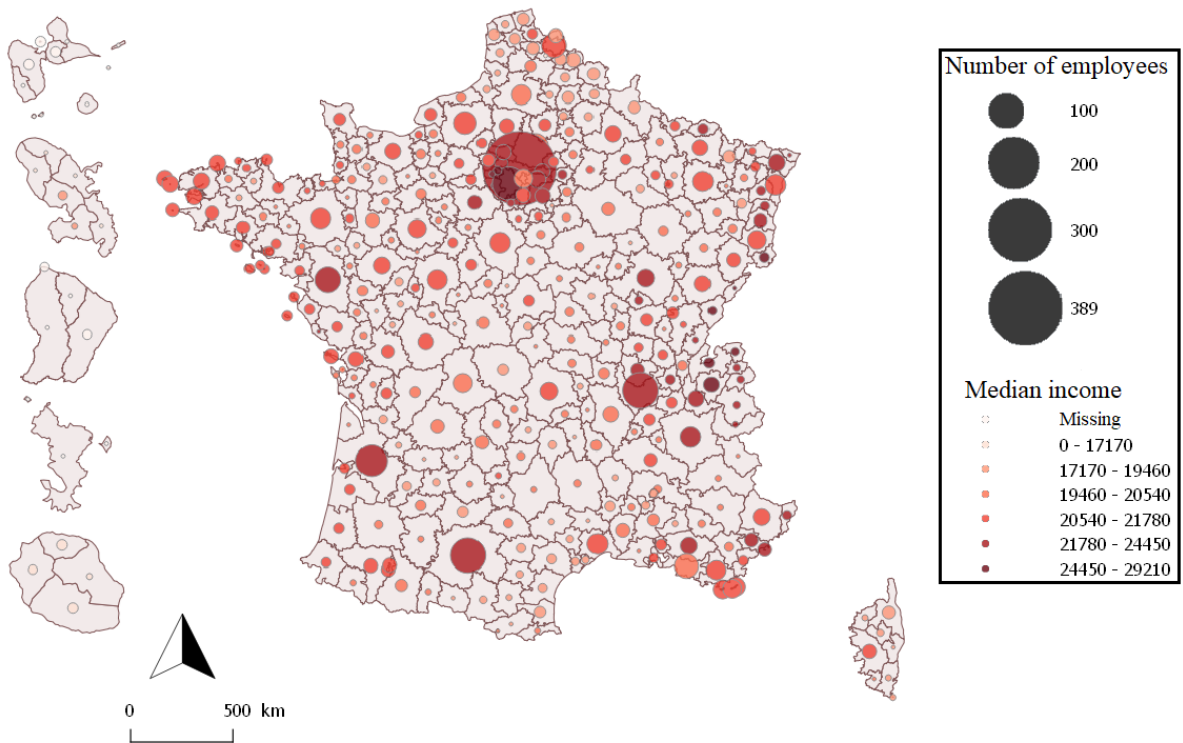 Number of employees
100
200
300
389
Median income
Missing
0 - 17170
17170 - 19460
19460 - 20540
20540 - 21780
21780 - 24450
24450 - 29210
0 500 km